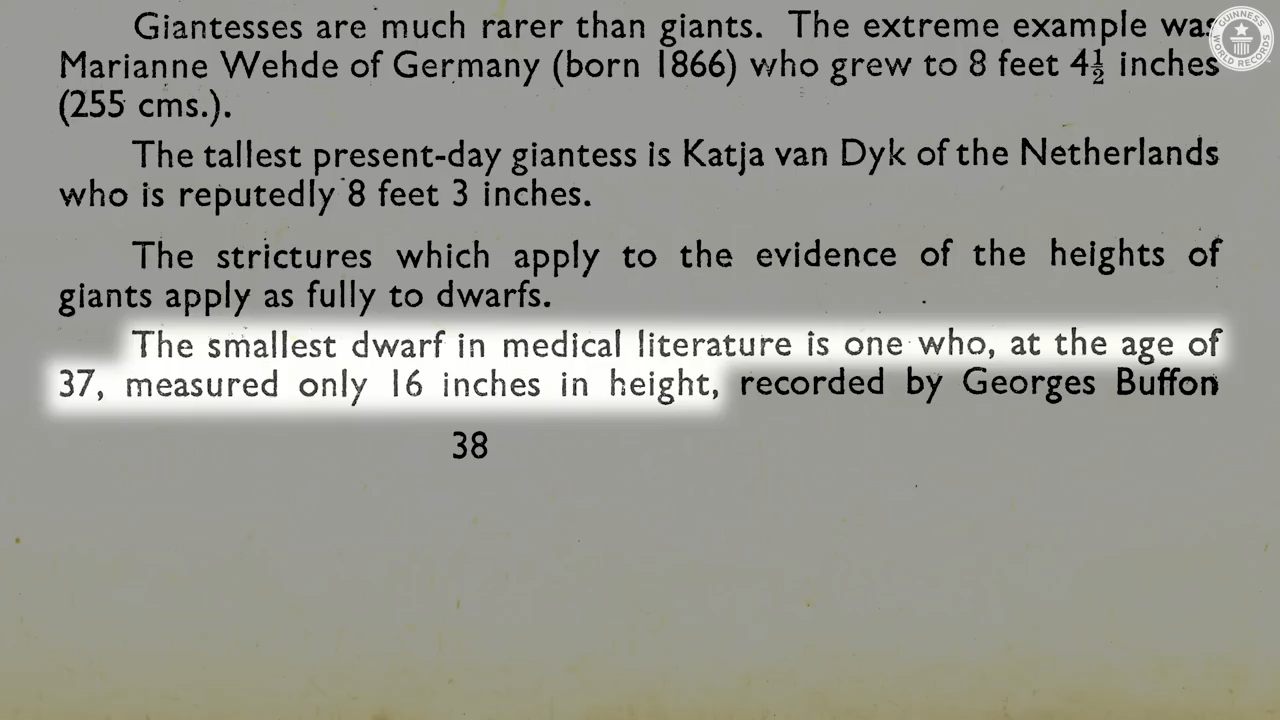 Giantesses are much rarer than giants. The extreme example was
Marianne Wehde of Germany (born 1866) who grew to 8 feet 4½ inches
(255 cms.).
The tallest present-day giantess is Katja van Dyk of the Netherlands
who is reputedly 8 feet 3 inches.
The strictures which apply to the evidence of the heights of
giants apply as fully to dwarfs.
The smallest dwarf in medical literature is one who, at the age of
37, measured only 16 inches in height, recorded by Georges Buffon
38
GUINNESS
WORLD RECORDS